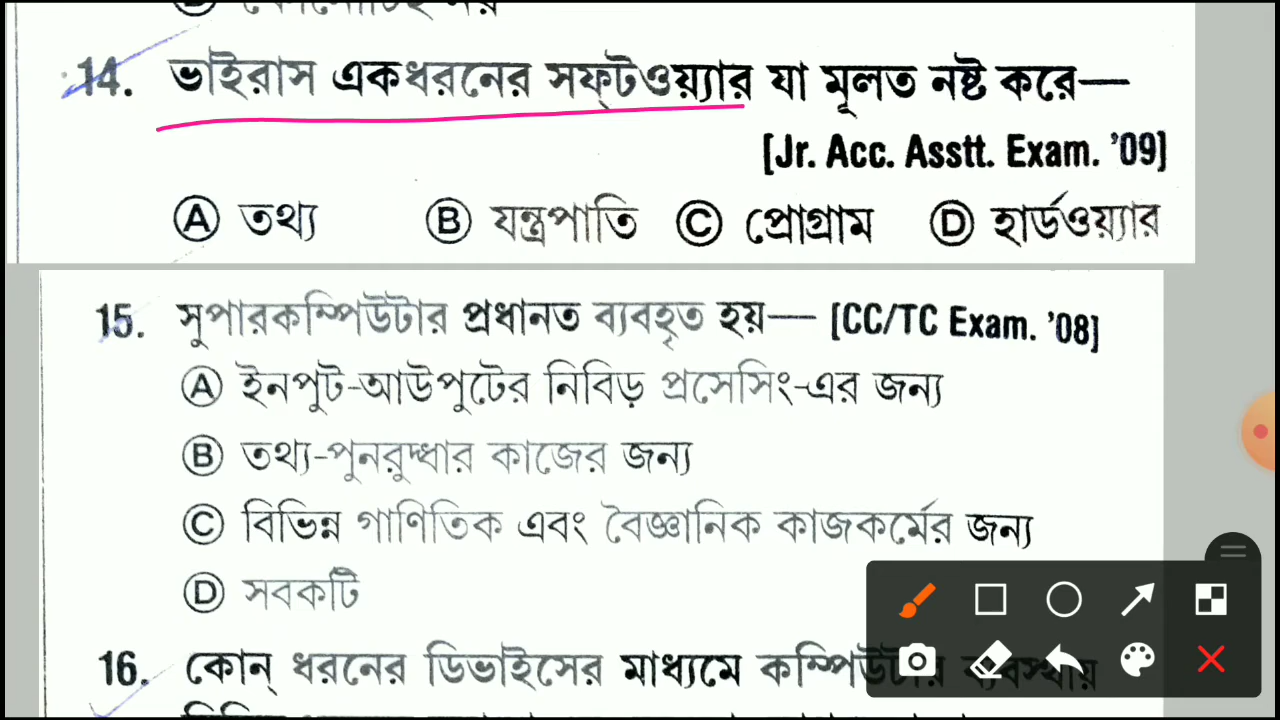 14. ভাইরাস একধরনের সফ্‌টওয়্যার যা মূলত নষ্ট করে—
[Jr. Acc. Asstt. Exam. '09]
Ⓐ তথ্য Ⓑ যন্ত্রপাতি Ⓒ প্রোগ্রাম Ⓓ হার্ডওয়্যার
15. সুপারকম্পিউটার প্রধানত ব্যবহৃত হয়— [CC/TC Exam. '08]
Ⓐ ইনপুট-আউপুটের নিবিড় প্রসেসিং-এর জন্য
Ⓑ তথ্য-পুনরুদ্ধার কাজের জন্য
Ⓒ বিভিন্ন গাণিতিক এবং বৈজ্ঞানিক কাজকর্মের জন্য
Ⓓ সবকটি
16. কোন্ ধরনের ডিভাইসের মাধ্যমে কম্পিউটার ব্যবস্থায়